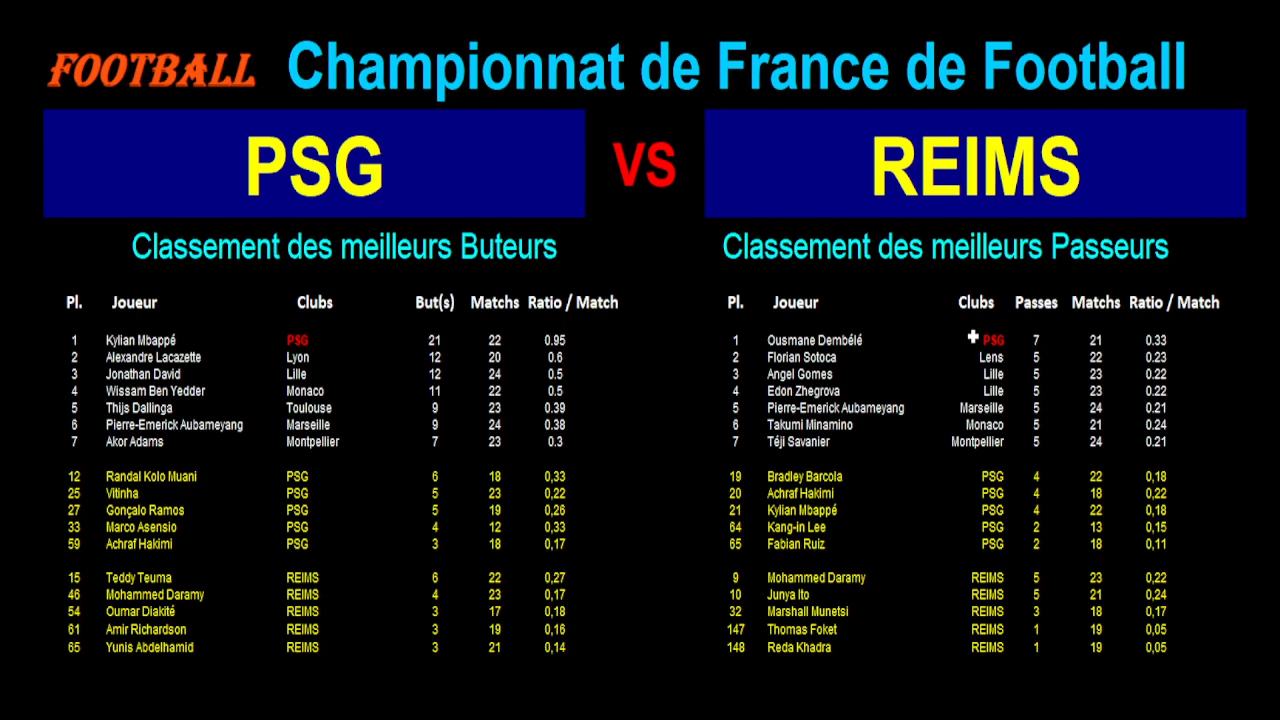 FOOTBALL Championnat de France de Football
PSG VS REIMS
Classement des meilleurs Buteurs
Pl. Joueur Clubs But(s) Matchs Ratio / Match
1 Kylian Mbappé PSG 21 22 0.95
2 Alexandre Lacazette Lyon 12 20 0.6
3 Jonathan David Lille 12 24 0.5
4 Wissam Ben Yedder Monaco 11 22 0.5
5 Thijs Dallinga Toulouse 9 23 0.39
6 Pierre-Emerick Aubameyang Marseille 9 24 0.38
7 Akor Adams Montpellier 7 23 0.3
12 Randal Kolo Muani PSG 6 18 0,33
25 Vitinha PSG 5 23 0,22
27 Gonçalo Ramos PSG 5 19 0,26
33 Marco Asensio PSG 4 12 0,33
59 Achraf Hakimi PSG 3 18 0,17
15 Teddy Teuma REIMS 6 22 0,27
46 Mohammed Daramy REIMS 4 23 0,17
54 Oumar Diakité REIMS 3 17 0,18
61 Amir Richardson REIMS 3 19 0,16
65 Yunis Abdelhamid REIMS 3 21 0,14
Classement des meilleurs Passeurs
Pl. Joueur Clubs Passes Matchs Ratio / Match
1 Ousmane Dembélé PSG 7 21 0.33
2 Florian Sotoca Lens 5 22 0.23
3 Angel Gomes Lille 5 23 0.22
4 Edon Zhegrova Lille 5 23 0.22
5 Pierre-Emerick Aubameyang Marseille 5 24 0.21
6 Takumi Minamino Monaco 5 21 0.24
7 Téji Savanier Montpellier 5 24 0.21
19 Bradley Barcola PSG 4 22 0,18
20 Achraf Hakimi PSG 4 18 0,22
21 Kylian Mbappé PSG 4 22 0,18
64 Kang-in Lee PSG 2 13 0,15
65 Fabian Ruiz PSG 2 18 0,11
9 Mohammed Daramy REIMS 5 23 0,22
10 Junya Ito REIMS 5 21 0,24
32 Marshall Munetsi REIMS 3 18 0,17
147 Thomas Foket REIMS 1 19 0,05
148 Reda Khadra REIMS 1 19 0,05